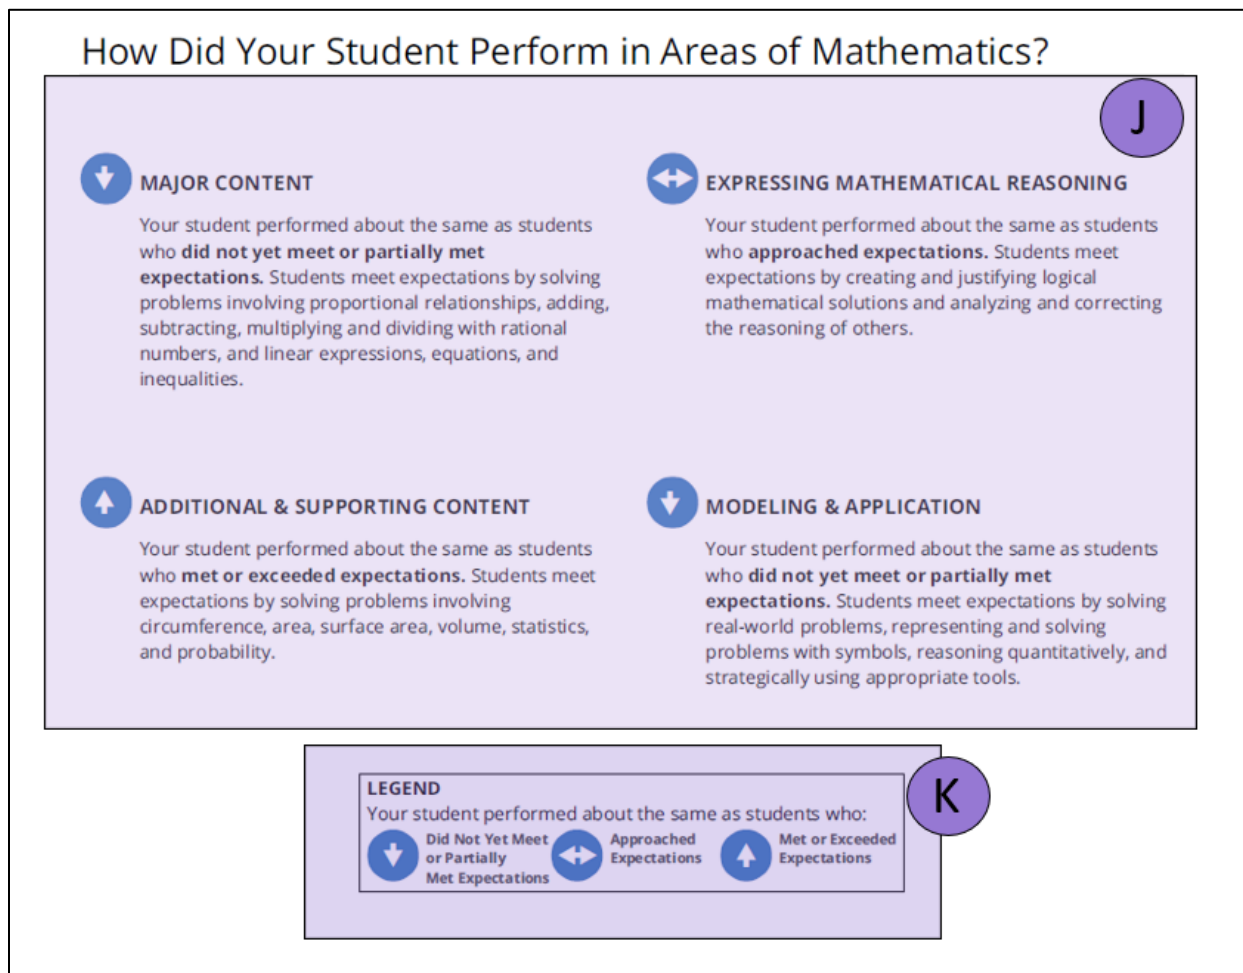 How Did Your Student Perform in Areas of Mathematics?
J
MAJOR CONTENT
Your student performed about the same as students
who did not yet meet or partially met
expectations. Students meet expectations by solving
problems involving proportional relationships, adding,
subtracting, multiplying and dividing with rational
numbers, and linear expressions, equations, and
inequalities.
EXPRESSING MATHEMATICAL REASONING
Your student performed about the same as students
who approached expectations. Students meet
expectations by creating and justifying logical
mathematical solutions and analyzing and correcting
the reasoning of others.
ADDITIONAL & SUPPORTING CONTENT
Your student performed about the same as students
who met or exceeded expectations. Students meet
expectations by solving problems involving
circumference, area, surface area, volume, statistics,
and probability.
MODELING & APPLICATION
Your student performed about the same as students
who did not yet meet or partially met
expectations. Students meet expectations by solving
real-world problems, representing and solving
problems with symbols, reasoning quantitatively, and
strategically using appropriate tools.
K
LEGEND
Your student performed about the same as students who:
Did Not Yet Meet
or Partially
Met Expectations
Approached
Expectations
Met or Exceeded
Expectations